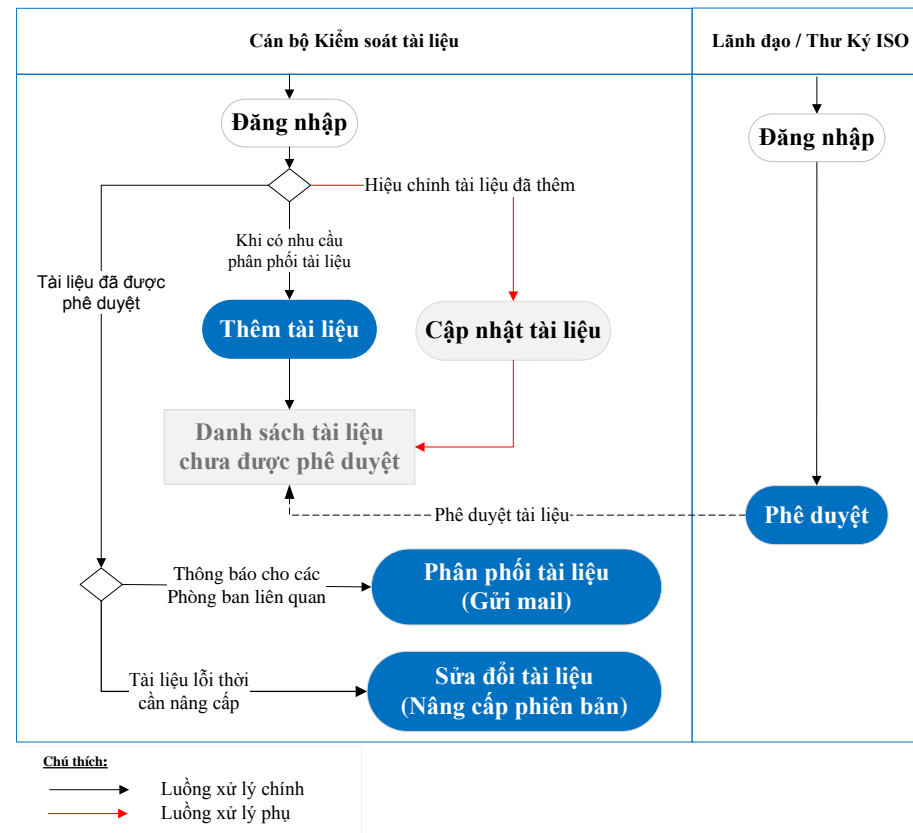 Cán bộ Kiểm soát tài liệu
Lãnh đạo / Thư Ký ISO
Đăng nhập
Đăng nhập
Hiệu chỉnh tài liệu đã thêm
Khi có nhu cầu
phân phối tài liệu
Tài liệu đã được
phê duyệt
Thêm tài liệu
Cập nhật tài liệu
Danh sách tài liệu
chưa được phê duyệt
Phê duyệt tài liệu
Phê duyệt
Thông báo cho các
Phòng ban liên quan
Phân phối tài liệu
(Gửi mail)
Tài liệu lỗi thời
cần nâng cấp
Sửa đổi tài liệu
(Nâng cấp phiên bản)
Chú thích:
Luồng xử lý chính
Luồng xử lý phụ